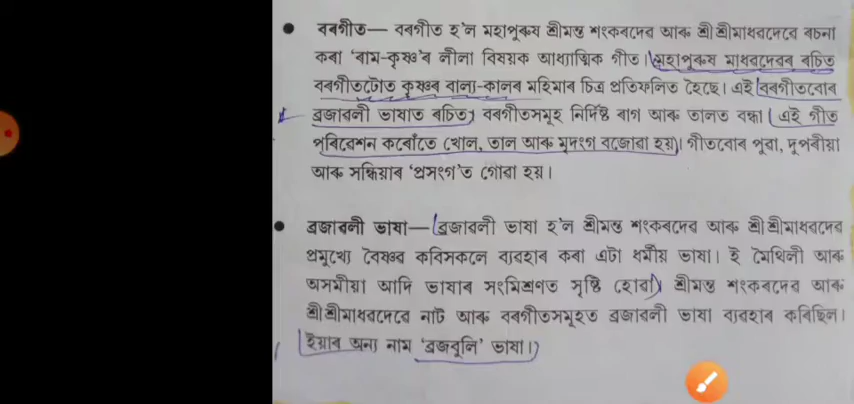 বৰগীত— বৰগীত হ'ল মহাপুৰুষ শ্ৰীমন্ত শংকৰদেৱ আৰু শ্ৰীশ্ৰীমাধৱদেৱে ৰচনা
কৰা 'ৰাম-কৃষ্ণ'ৰ লীলা বিষয়ক আধ্যাত্মিক গীত। মহাপুৰুষ মাধৱদেৱৰ ৰচিত
বৰগীতটোত কৃষ্ণৰ বাল্য-কালৰ মহিমাৰ চিত্ৰ প্ৰতিফলিত হৈছে। এই বৰগীতবোৰ
ব্ৰজাৱলী ভাষাত ৰচিত। বৰগীতসমূহ নিৰ্দিষ্ট ৰাগ আৰু তালত বন্ধা। এই গীত
পৰিৱেশন কৰোঁতে খোল, তাল আৰু মৃদংগ বজোৱা হয়। গীতবোৰ পুৱা, দুপৰীয়া
আৰু সন্ধিয়াৰ 'প্ৰসংগ'ত গোৱা হয়।
ব্ৰজাৱলী ভাষা— ব্ৰজাৱলী ভাষা হ'ল শ্ৰীমন্ত শংকৰদেৱ আৰু শ্ৰীশ্ৰীমাধৱদেৱ
প্ৰমুখ্যে বৈষ্ণৱ কবিসকলে ব্যৱহাৰ কৰা এটা ধৰ্মীয় ভাষা। ই মৈথিলী আৰু
অসমীয়া আদি ভাষাৰ সংমিশ্ৰণত সৃষ্টি হোৱা। শ্ৰীমন্ত শংকৰদেৱ আৰু
শ্ৰীশ্ৰীমাধৱদেৱে নাট আৰু বৰগীতসমূহত ব্ৰজাৱলী ভাষা ব্যৱহাৰ কৰিছিল।
ইয়াৰ অন্য নাম 'ব্ৰজবুলি' ভাষা।